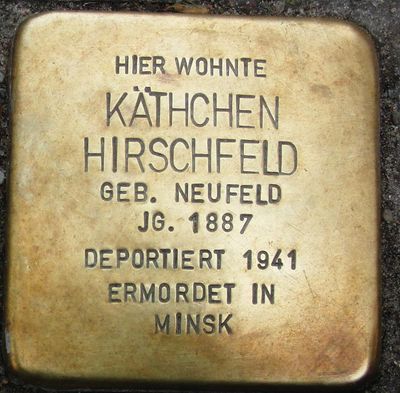 HIER WOHNTE
KÄTHCHEN
HIRSCHFELD
GEB. NEUFELD
JG. 1887
DEPORTIERT 1941
ERMORDET IN
MINSK